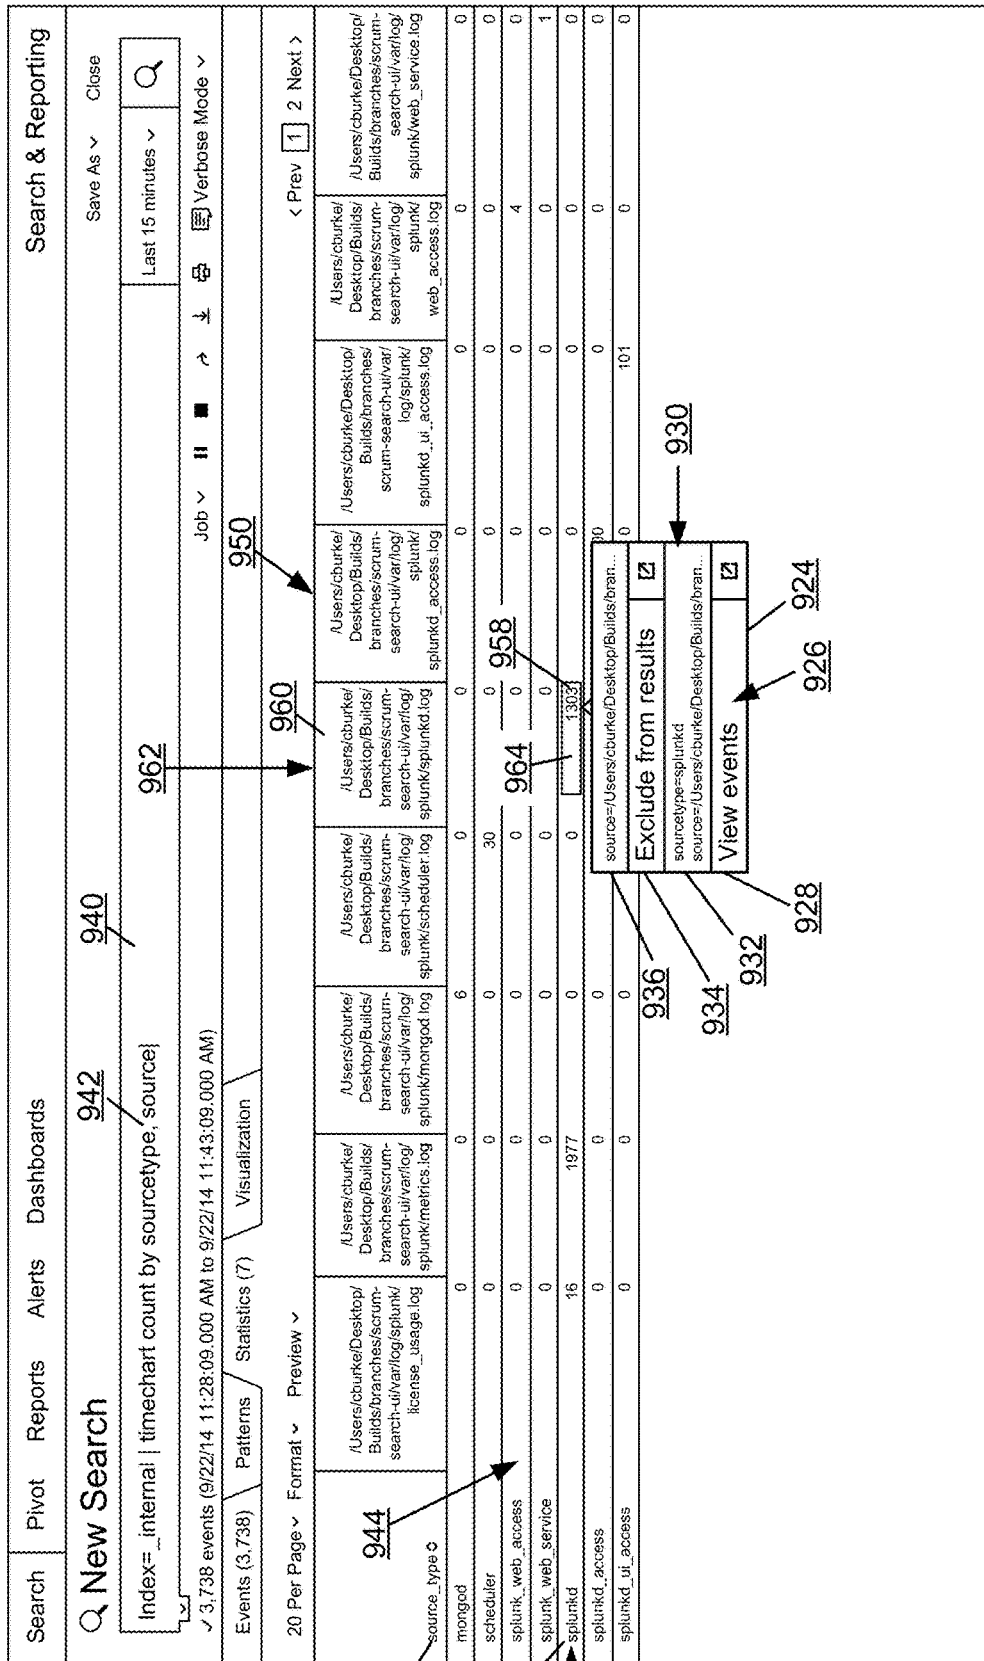 Search Pivot Reports Alerts Dashboards Search & Reporting
New Search Save As Close
942
940
Index=_internal | timechart count by sourcetype, source| Last 15 minutes
✓ 3,738 events (9/22/14 11:28:09.000 AM to 9/22/14 11:43:09.000 AM) Job Verbose Mode
Events (3,738) Patterns Statistics (7) Visualization
962
960
950
20 Per Page Format Preview < Prev 1 2 Next >
944
source_type
/Users/cburke/Desktop/
Builds/branches/scrum-
search-ui/var/log/splunk/
license_usage.log
/Users/cburke/
Desktop/Builds/
branches/scrum-
search-ui/var/log/
splunk/metrics.log
/Users/cburke/
Desktop/Builds/
branches/scrum-
search-ui/var/log/
splunk/mongod.log
/Users/cburke/
Desktop/Builds/
branches/scrum-
search-ui/var/log/
splunk/scheduler.log
/Users/cburke/
Desktop/Builds/
branches/scrum-
search-ui/var/log/
splunk/splunkd.log
/Users/cburke/
Desktop/Builds/
branches/scrum-
search-ui/var/log/
splunk/
splunkd_access.log
/Users/cburke/Desktop/
Builds/branches/
scrum-search-ui/var/
log/splunk/
splunkd_ui_access.log
/Users/cburke/
Desktop/Builds/
branches/scrum-
search-ui/var/log/
splunk/
web_access.log
/Users/cburke/Desktop/
Builds/branches/scrum-
search-ui/var/log/
splunk/web_service.log
mongod 0 0 6 0 0 0 0 0 0
scheduler 0 0 0 30 0 0 0 0 0
splunk_web_access 0 0 0 0 0 0 0 4 0
splunk_web_service 0 0 0 0 0 0 0 0 1
splunkd 16 1977 0 0 1303 0 0 0 0
splunkd_access 0 0 0 0 0 0
splunkd_ui_access 0 0 0 0 101 0 0
964
958
source=/Users/cburke/Desktop/Builds/bran...
Exclude from results
sourcetype=splunkd
source=/Users/cburke/Desktop/Builds/bran...
View events
936
934
932
928
930
924
926